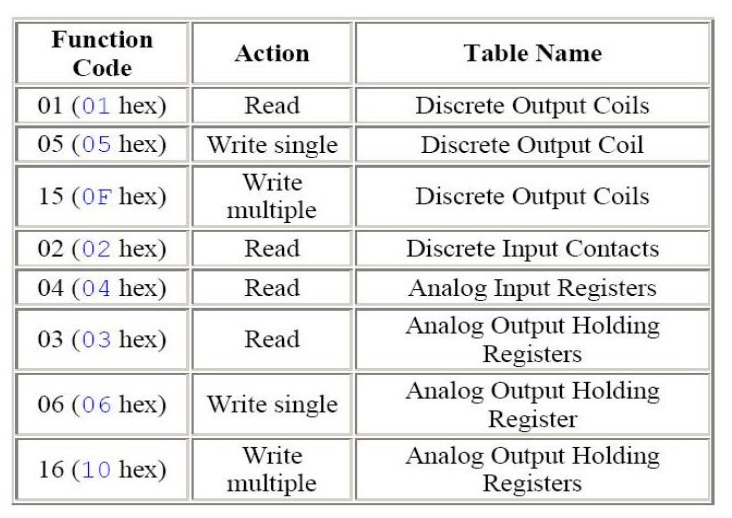 Function
Code
Action
Table Name
01 (01 hex)
Read
Discrete Output Coils
05 (05 hex)
Write single
Discrete Output Coil
15 (0F hex)
Write
multiple
Discrete Output Coils
02 (02 hex)
Read
Discrete Input Contacts
04 (04 hex)
Read
Analog Input Registers
03 (03 hex)
Read
Analog Output Holding
Registers
06 (06 hex)
Write single
Analog Output Holding
Register
16 (10 hex)
Write
multiple
Analog Output Holding
Registers